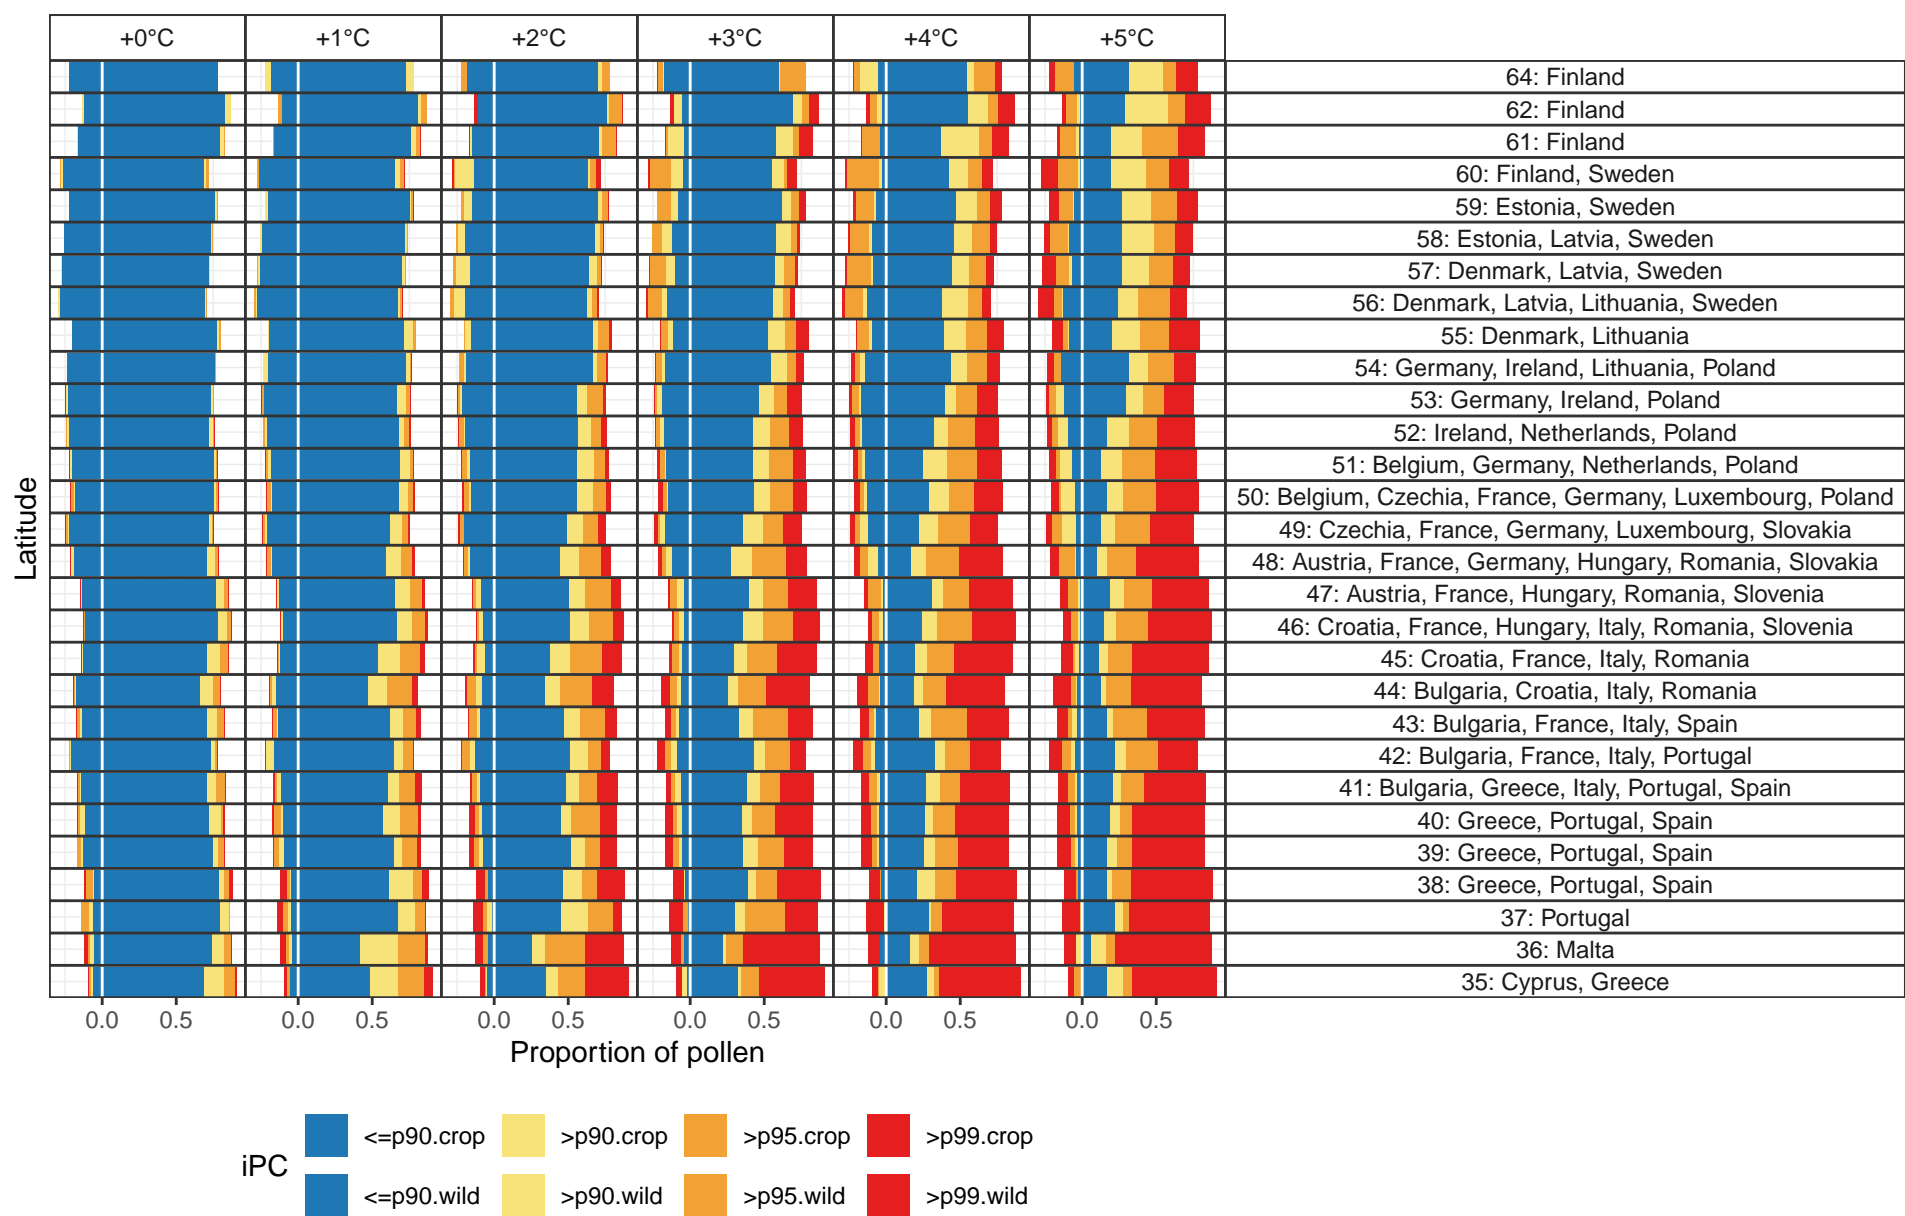 +0°C +1°C +2°C +3°C +4°C +5°C
64: Finland
62: Finland
61: Finland
60: Finland, Sweden
59: Estonia, Sweden
58: Estonia, Latvia, Sweden
57: Denmark, Latvia, Sweden
56: Denmark, Latvia, Lithuania, Sweden
55: Denmark, Lithuania
54: Germany, Ireland, Lithuania, Poland
53: Germany, Ireland, Poland
52: Ireland, Netherlands, Poland
51: Belgium, Germany, Netherlands, Poland
50: Belgium, Czechia, France, Germany, Luxembourg, Poland
49: Czechia, France, Germany, Luxembourg, Slovakia
48: Austria, France, Germany, Hungary, Romania, Slovakia
47: Austria, France, Hungary, Romania, Slovenia
46: Croatia, France, Hungary, Italy, Romania, Slovenia
45: Croatia, France, Italy, Romania
44: Bulgaria, Croatia, Italy, Romania
43: Bulgaria, France, Italy, Spain
42: Bulgaria, France, Italy, Portugal
41: Bulgaria, Greece, Italy, Portugal, Spain
40: Greece, Portugal, Spain
39: Greece, Portugal, Spain
38: Greece, Portugal, Spain
37: Portugal
36: Malta
35: Cyprus, Greece
Latitude
0.0 0.5 0.0 0.5 0.0 0.5 0.0 0.5 0.0 0.5 0.0 0.5
Proportion of pollen
iPC
<=p90.crop >p90.crop >p95.crop >p99.crop
<=p90.wild >p90.wild >p95.wild >p99.wild